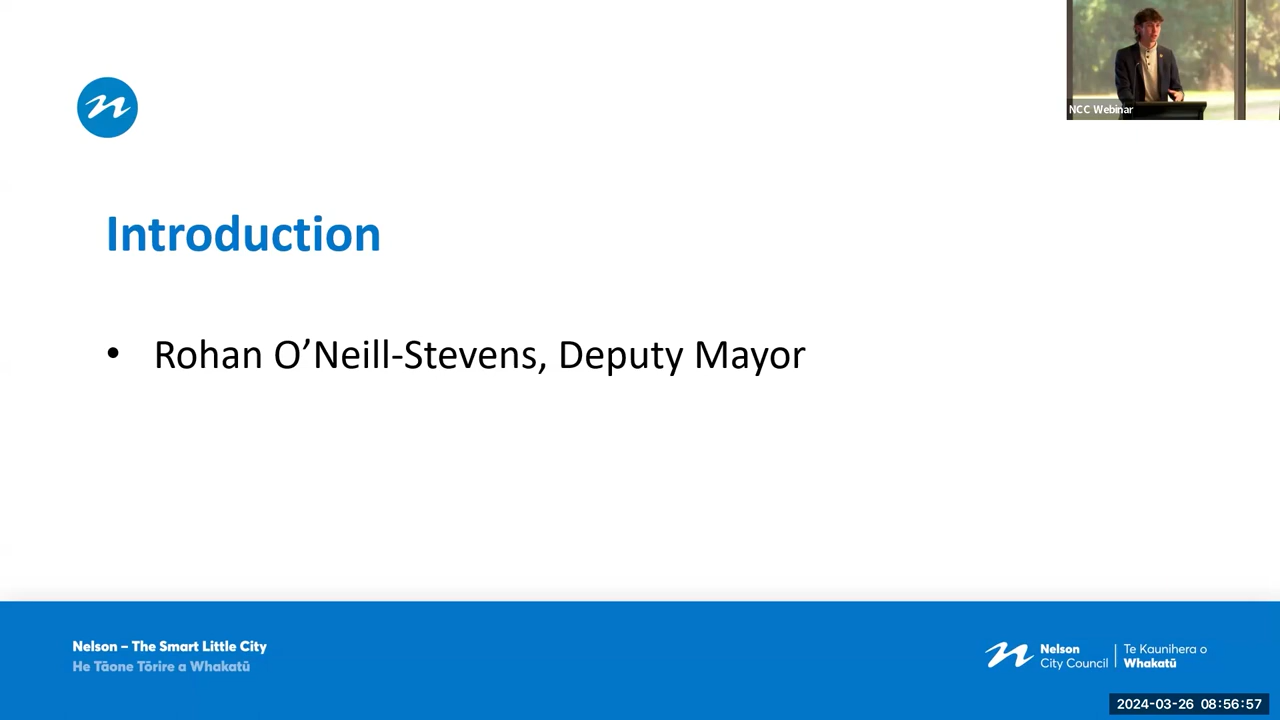 NCC Webinar
Introduction
• Rohan O’Neill-Stevens, Deputy Mayor
Nelson – The Smart Little City
He Tāone Tōrire a Whakatū
Nelson
City Council
Te Kaunihera o
Whakatū
2024-03-26 08:56:57